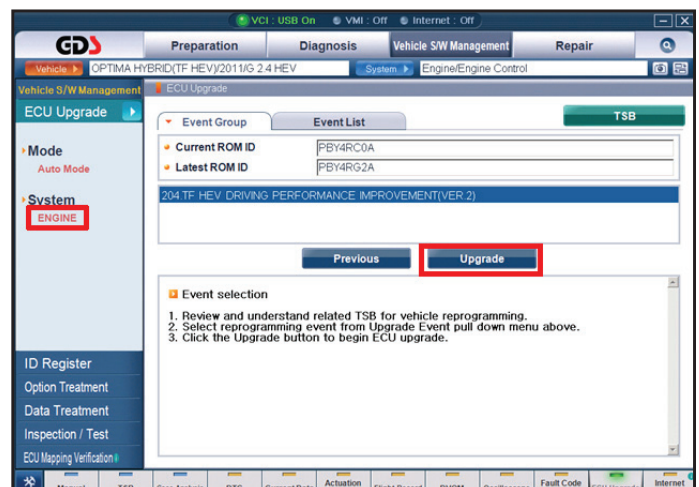 VCI : USB On VMI : Off Internet : Off
GDS Preparation Diagnosis Vehicle S/W Management Repair
Vehicle OPTIMA HYBRID(TF HEV)/2011/G 2.4 HEV System Engine/Engine Control
Vehicle S/W Management
ECU Upgrade
ECU Upgrade
Event Group Event List TSB
Mode
Auto Mode
System
ENGINE
Current ROM ID PBY4RC0A
Latest ROM ID PBY4RG2A
204.TF HEV DRIVING PERFORMANCE IMPROVEMENT(VER.2)
Previous Upgrade
Event selection
1. Review and understand related TSB for vehicle reprogramming.
2. Select reprogramming event from Upgrade Event pull down menu above.
3. Click the Upgrade button to begin ECU upgrade.
ID Register
Option Treatment
Data Treatment
Inspection / Test
ECU Mapping Verification
Actuation Fault Code Internet